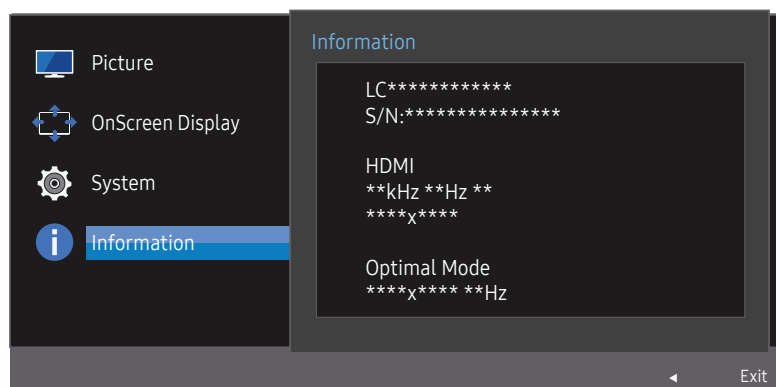 Picture
OnScreen Display
System
Information
Information
LC************
S/N:***************
HDMI
**kHz **Hz **
****x****
Optimal Mode
****x**** **Hz
Exit